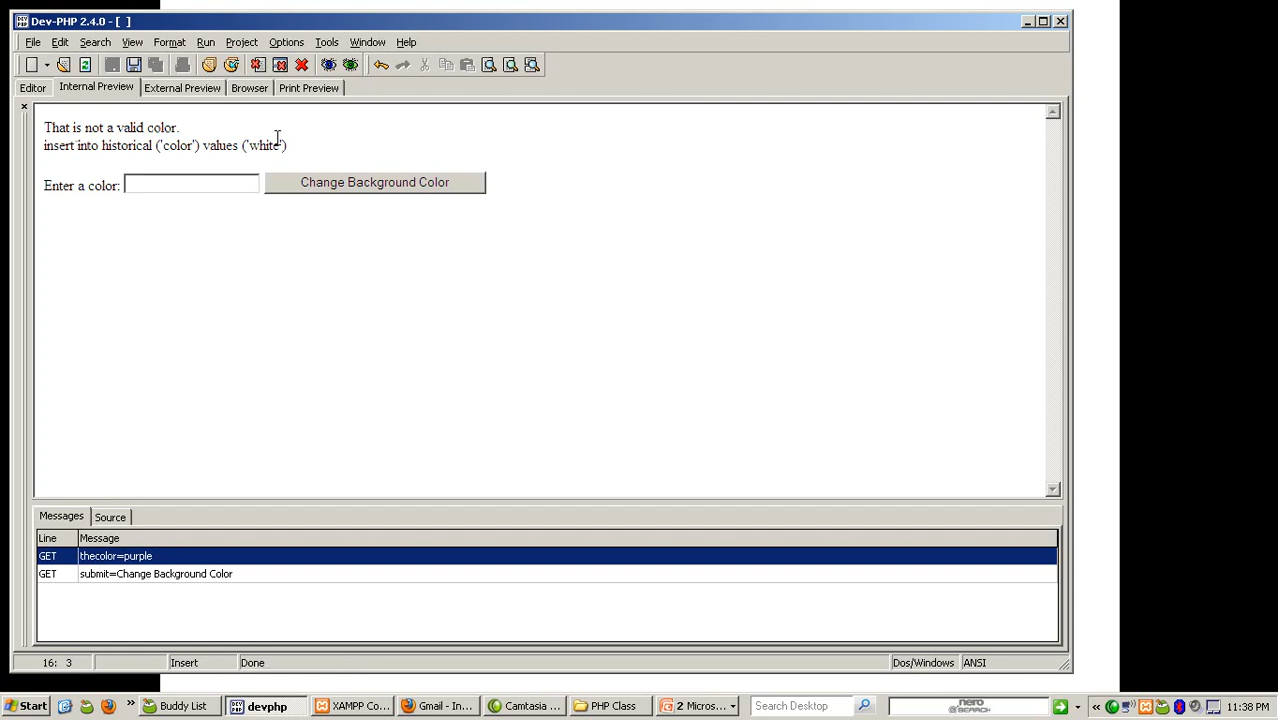 Dev-PHP 2.4.0 - [ ]
File Edit Search View Format Run Project Options Tools Window Help
Editor Internal Preview External Preview Browser Print Preview
That is not a valid color.
insert into historical ('color') values ('white')
Enter a color: Change Background Color
Messages Source
Line Message
GET thecolor=purple
GET submit=Change Background Color
16: 3 Insert Done Dos/Windows ANSI
Start Buddy List devphp XAMPP Co... Gmail - ... Camtasia ... PHP Class 2 Micros... Search Desktop nero SEARCH 11:38 PM